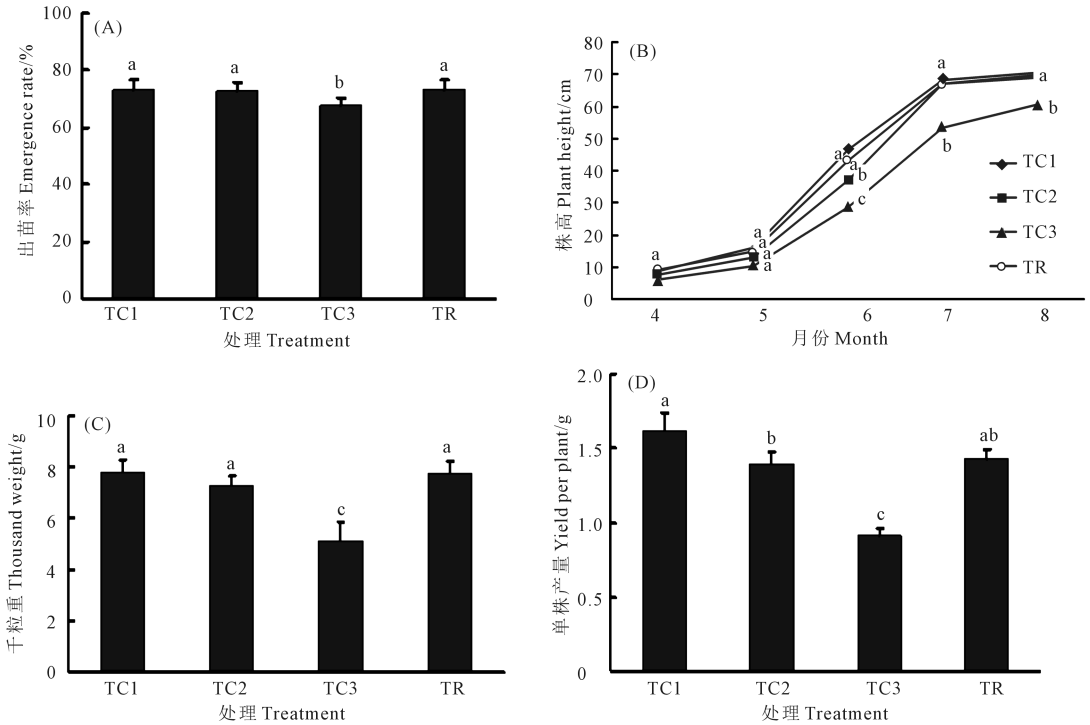 (A)
出苗率 Emergence rate/%
100
80
60
40
20
0
a
a
b
a
TC1 TC2 TC3 TR
处理 Treatment
(B)
株高 Plant height/cm
80
70
60
50
40
30
20
10
0
a
a
a
a
a
a
a
b
c
a
b
a
b
TC1
TC2
TC3
TR
4 5 6 7 8
月份 Month
(C)
千粒重 Thousand weight/g
10
8
6
4
2
0
a
a
c
a
TC1 TC2 TC3 TR
处理 Treatment
(D)
单株产量 Yield per plant/g
2.0
1.5
1.0
0.5
0
a
b
c
ab
TC1 TC2 TC3 TR
处理 Treatment